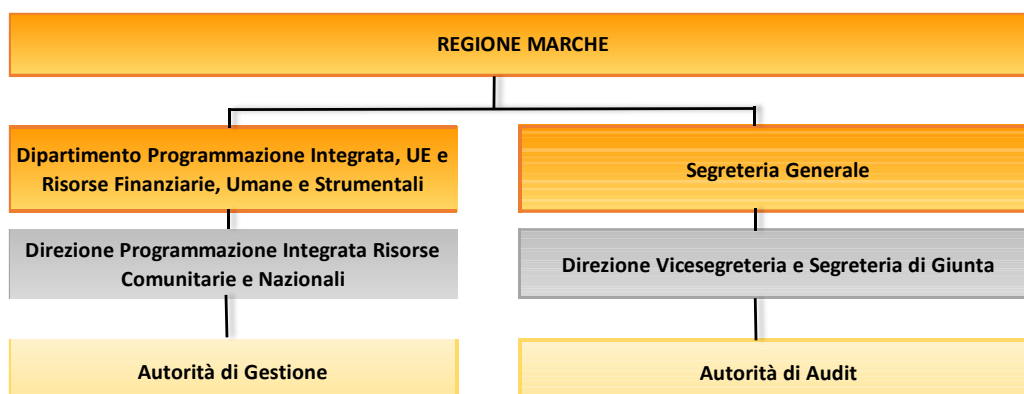 REGIONE MARCHE
Dipartimento Programmazione Integrata, UE e
Risorse Finanziarie, Umane e Strumentali
Segreteria Generale
Direzione Programmazione Integrata Risorse
Comunitarie e Nazionali
Direzione Vicesegreteria e Segreteria di Giunta
Autorità di Gestione
Autorità di Audit